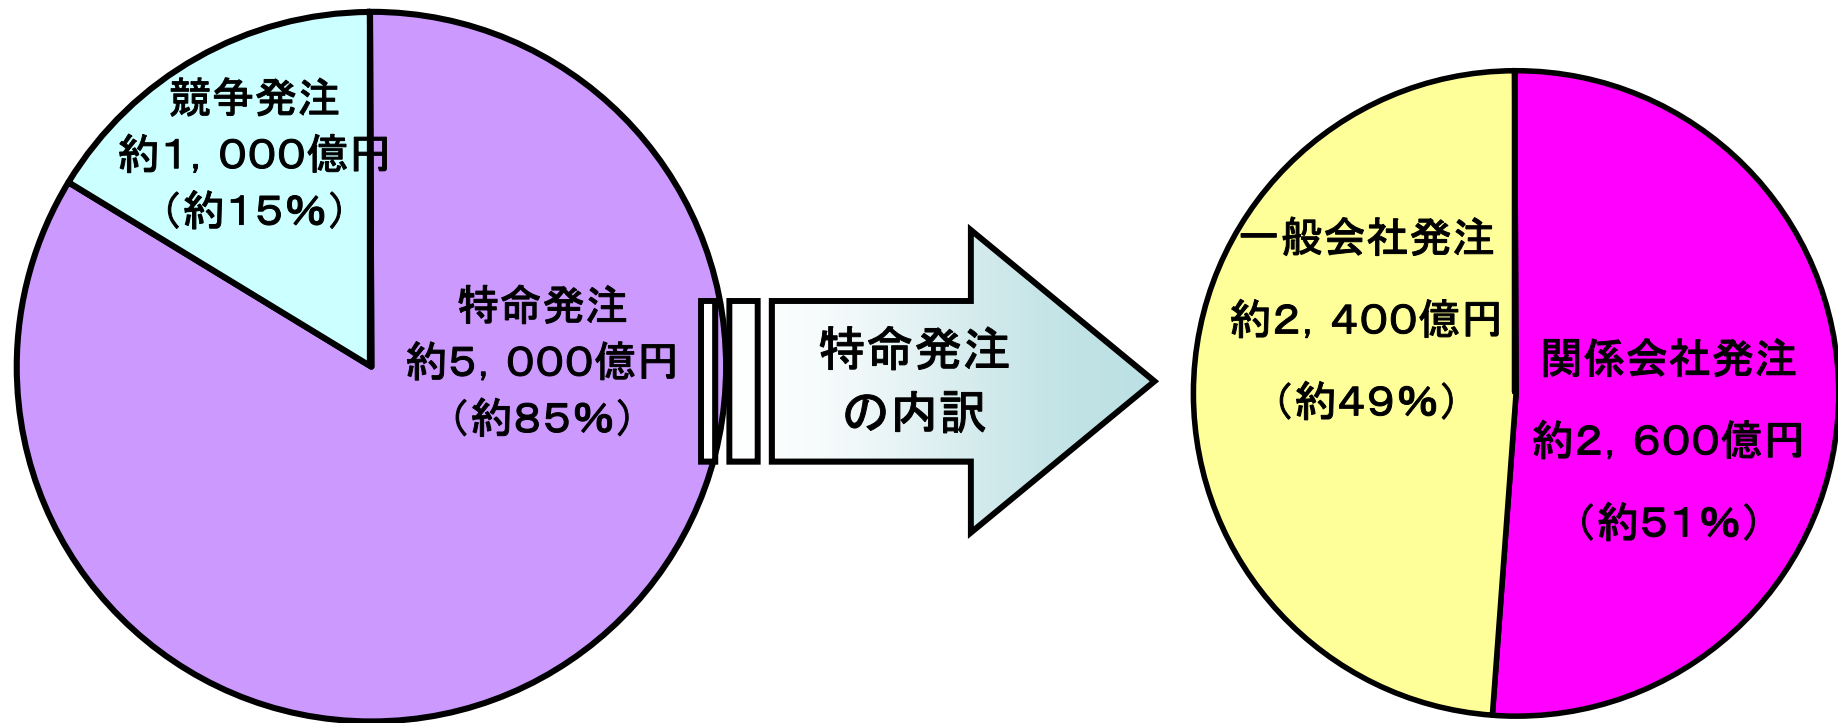 競争発注
約1，000億円
（約15％）
特命発注
約5，000億円
（約85％）
特命発注
の内訳
一般会社発注
約2，400億円
（約49％）
関係会社発注
約2，600億円
（約51％）